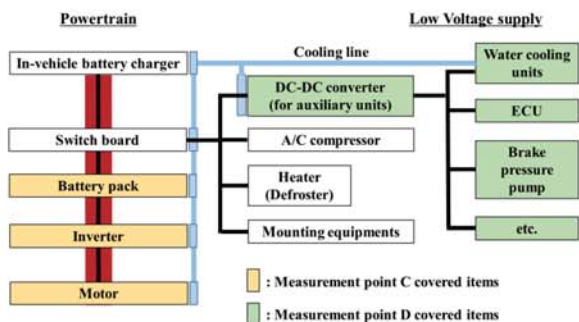 Powertrain
Low Voltage supply
Cooling line
In-vehicle battery charger
Water cooling
units
DC-DC converter
(for auxiliary units)
ECU
Switch board
A/C compressor
Brake
pressure
pump
Battery pack
Heater
(Defroster)
Inverter
Mounting equipments
etc.
Motor
: Measurement point C covered items
: Measurement point D covered items